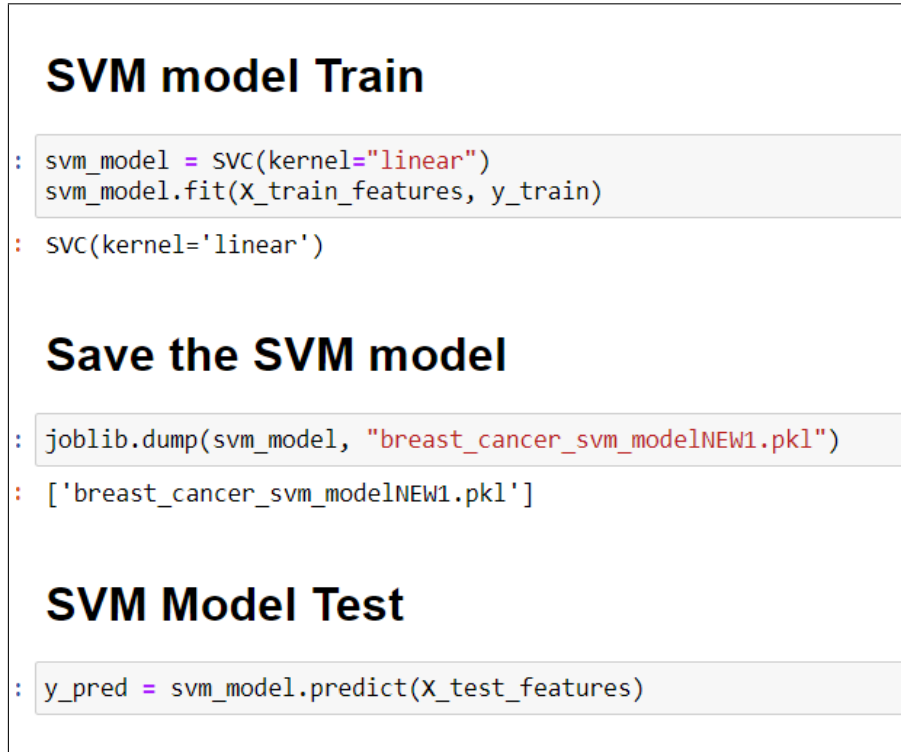 SVM model Train
: svm_model = SVC(kernel="linear")
svm_model.fit(X_train_features, y_train)
: SVC(kernel='linear')
Save the SVM model
: joblib.dump(svm_model, "breast_cancer_svm_modelNEW1.pkl")
: ['breast_cancer_svm_modelNEW1.pkl']
SVM Model Test
: y_pred = svm_model.predict(X_test_features)